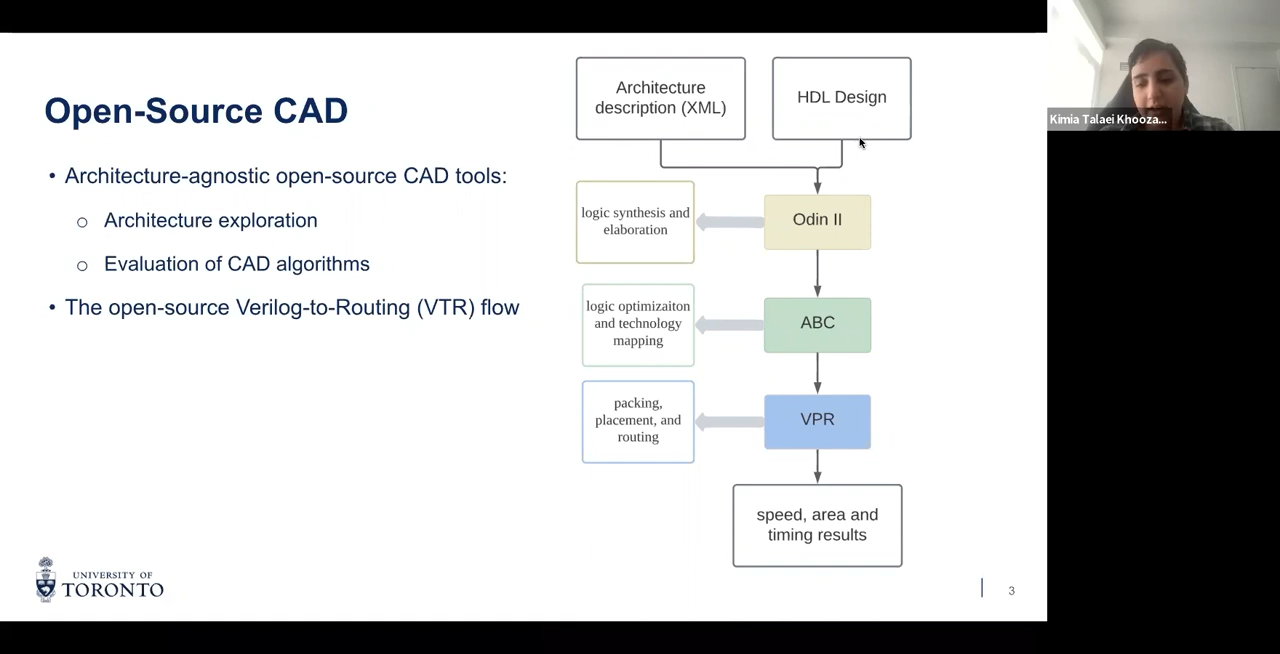 Open-Source CAD
• Architecture-agnostic open-source CAD tools:
o Architecture exploration
o Evaluation of CAD algorithms
• The open-source Verilog-to-Routing (VTR) flow
Architecture
description (XML)
HDL Design
logic synthesis and
elaboration
Odin II
logic optimizaiton
and technology
mapping
ABC
packing,
placement, and
routing
VPR
speed, area and
timing results
UNIVERSITY OF
TORONTO
3
Kimia Talaei Khooza...